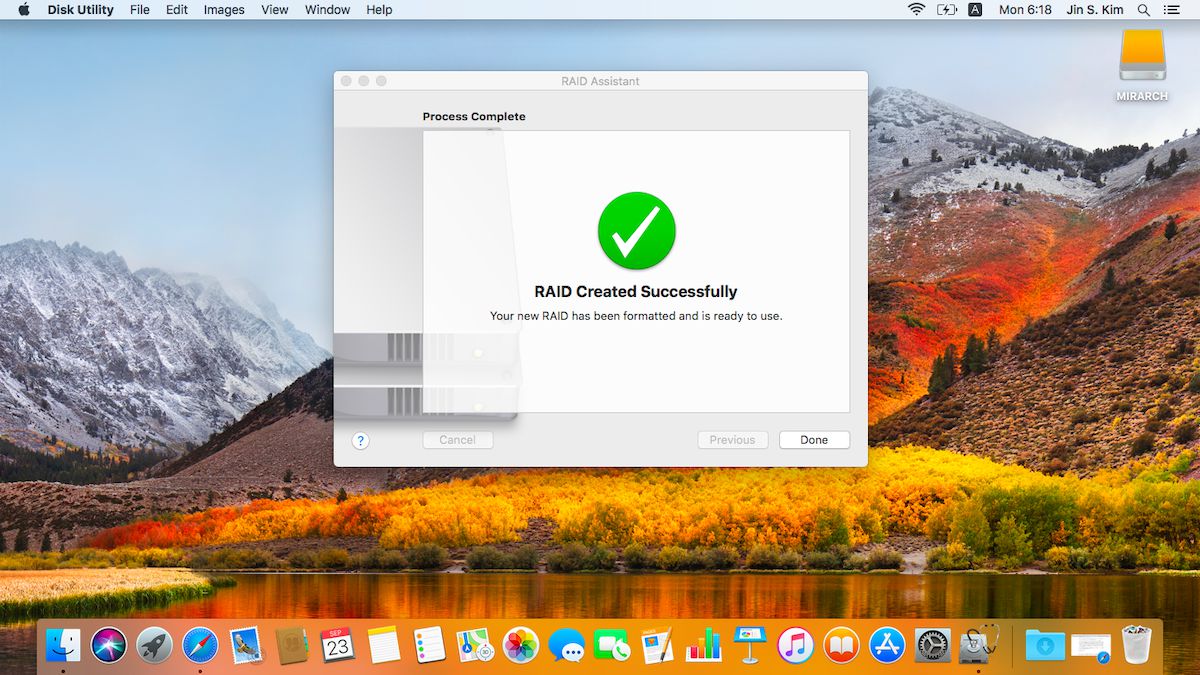 Disk Utility File Edit Images View Window Help A Mon 6:18 Jin S. Kim
MIRARCH
RAID Assistant
Process Complete
RAID Created Successfully
Your new RAID has been formatted and is ready to use.
? Cancel Previous Done
SEP
23